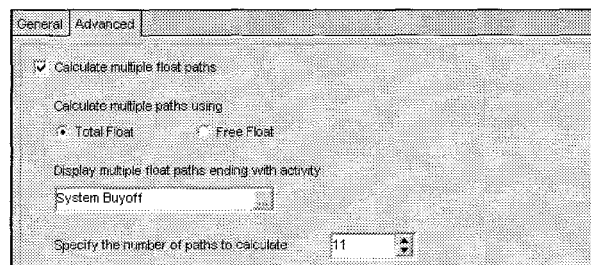 General Advanced
Calculate multiple float paths
Calculate multiple paths using
Total Float Free Float
Display multiple float paths ending with activity
System Buyoff ...
Specify the number of paths to calculate 11